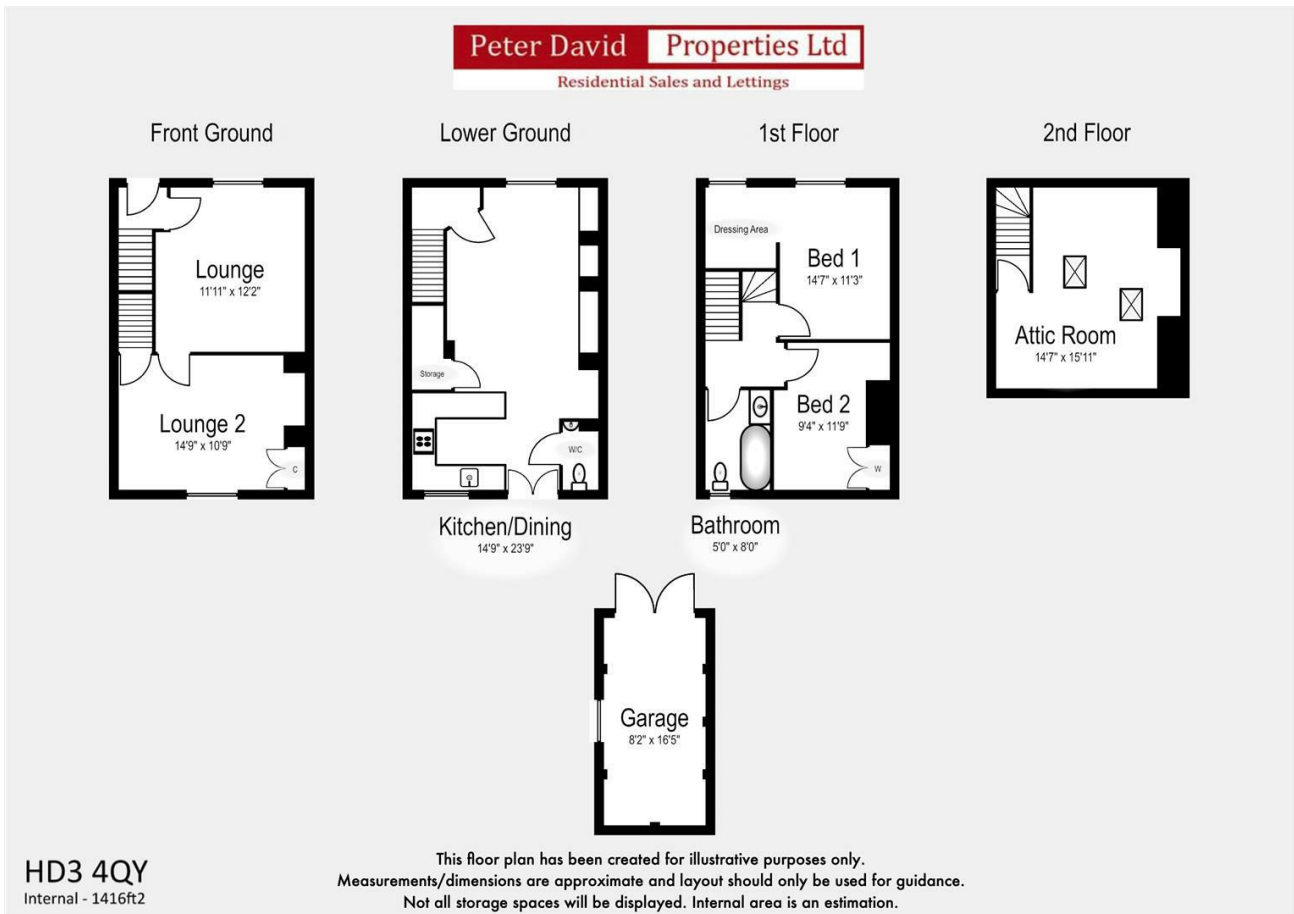 Peter David Properties Ltd
Residential Sales and Lettings
Front Ground
Lounge
11'11" x 12'2"
Lounge 2
14'9" x 10'9"
C
Lower Ground
Storage
W/C
Kitchen/Dining
14'9" x 23'9"
1st Floor
Dressing Area
Bed 1
14'7" x 11'3"
Bed 2
9'4" x 11'9"
W
Bathroom
5'0" x 8'0"
2nd Floor
Attic Room
14'7" x 15'11"
Garage
8'2" x 16'5"
HD3 4QY
Internal - 1416ft2
This floor plan has been created for illustrative purposes only.
Measurements/dimensions are approximate and layout should only be used for guidance.
Not all storage spaces will be displayed. Internal area is an estimation.